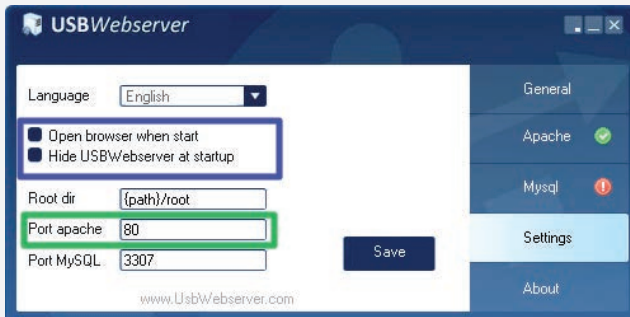 USBWebserver
Language English
Open browser when start
Hide USBWebserver at startup
Root dir {path}/root
Port apache 80
Port MySQL 3307
Save
www.UsbWebserver.com
General
Apache
Mysql
Settings
About